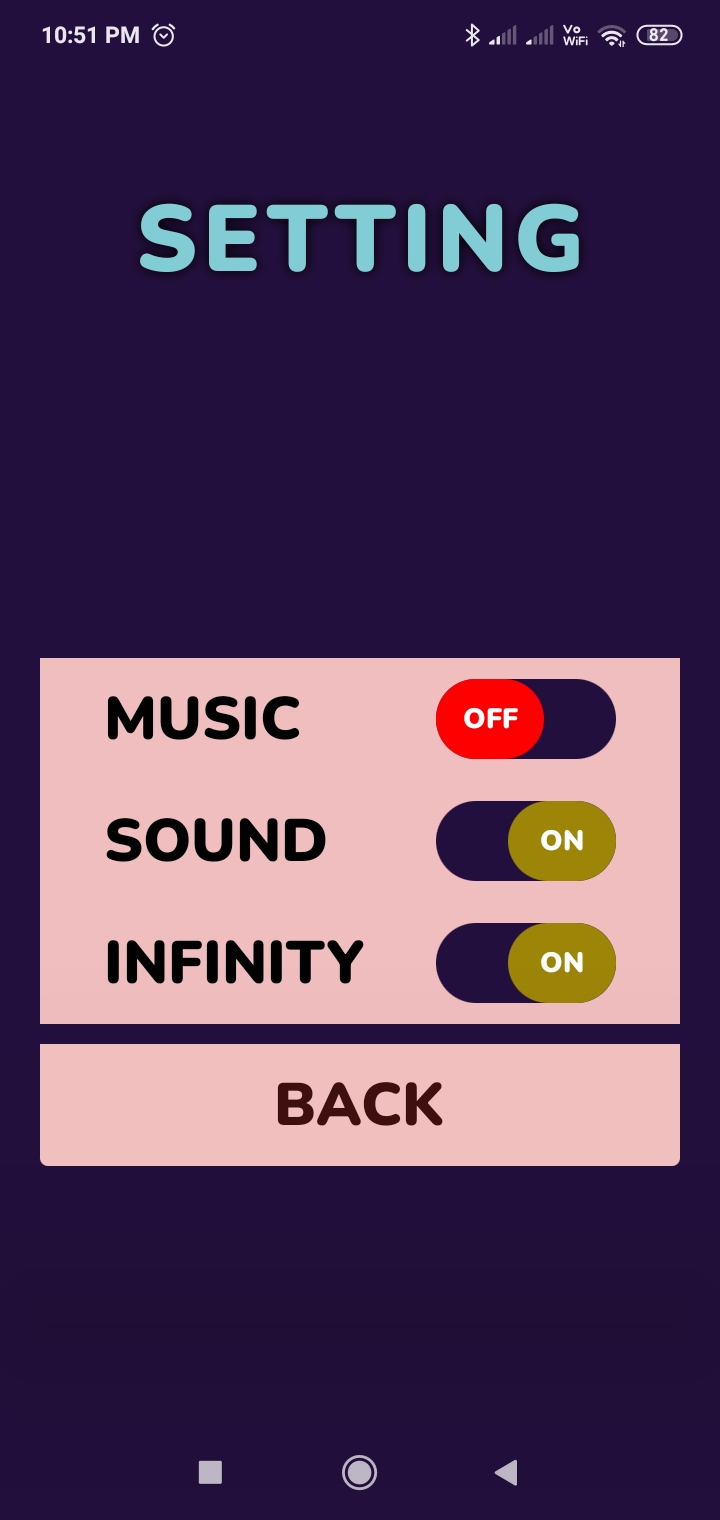 10:51 PM Vo WiFi 82
SETTING
MUSIC OFF
SOUND ON
INFINITY ON
BACK